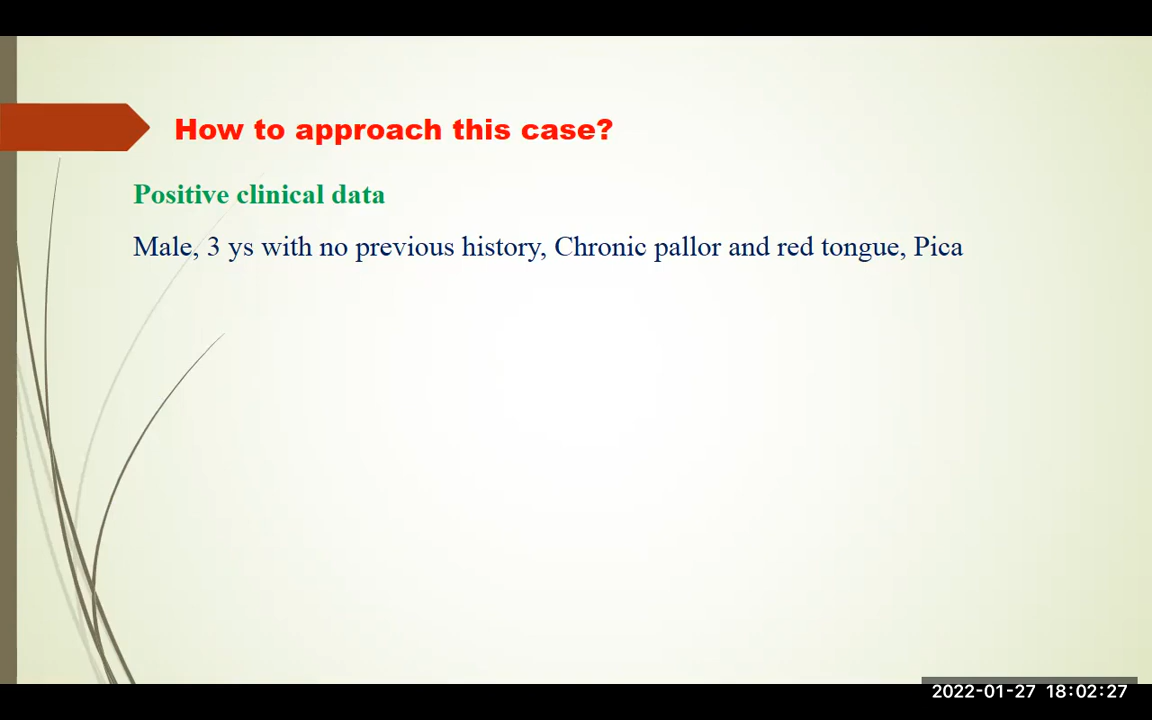 How to approach this case?
Positive clinical data
Male, 3 ys with no previous history, Chronic pallor and red tongue, Pica
2022-01-27 18:02:27